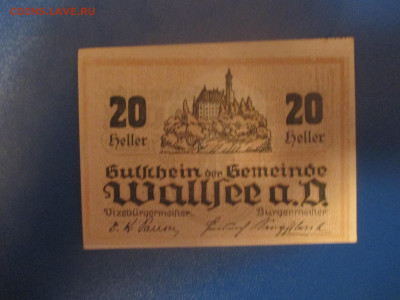 COINS.LAVE.RU
20 20
Heller Heller
Gutschein der Gemeinde
Wallsee a.D.
Vizebürgermeister, Bürgermeister